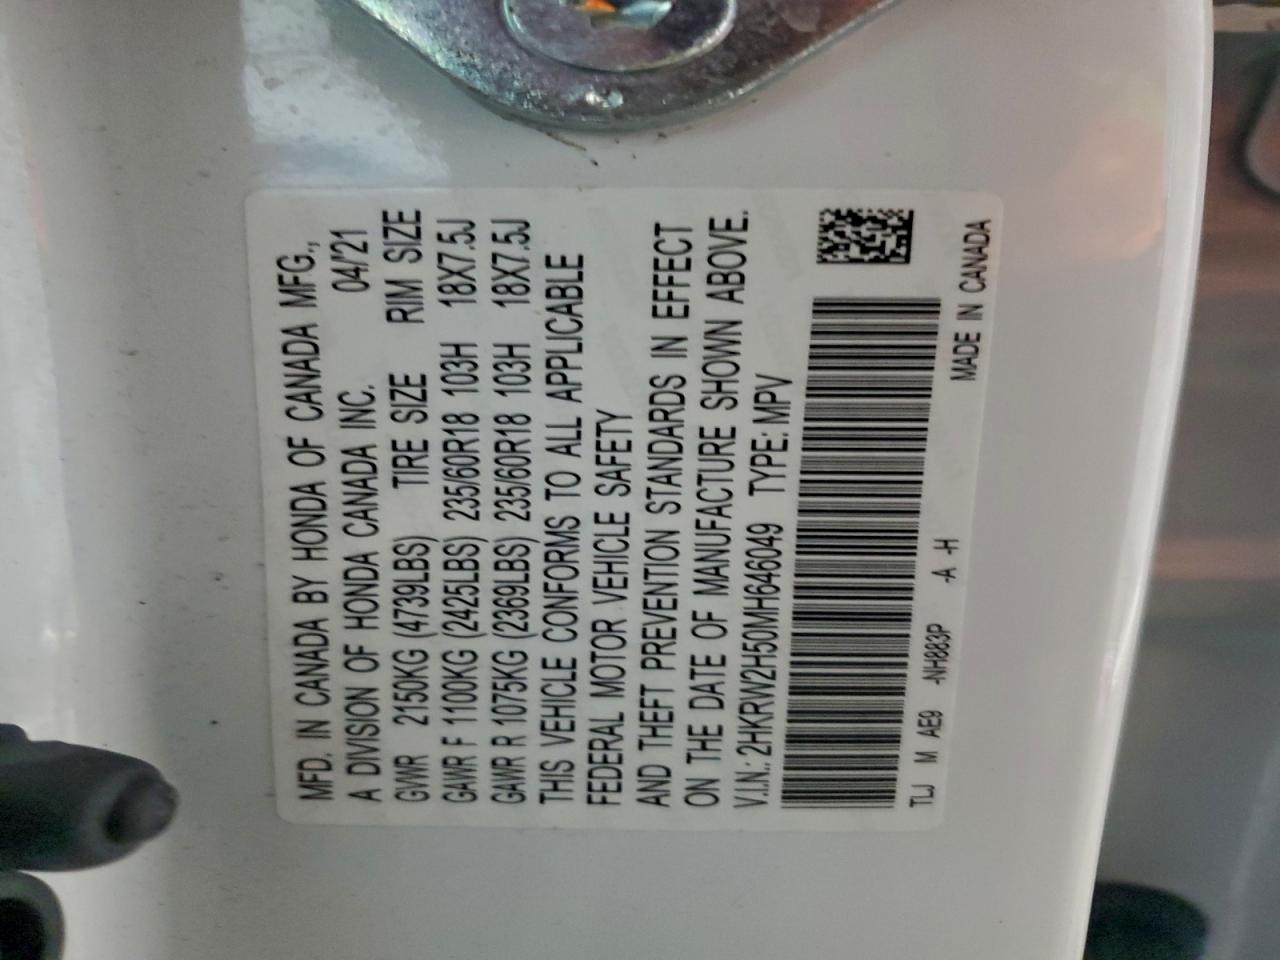 MFD. IN CANADA BY HONDA OF CANADA MFG.,
A DIVISION OF HONDA CANADA INC. 04/'21
GVWR 2150KG (4739LBS) TIRE SIZE RIM SIZE
GAWR F 1100KG (2425LBS) 235/60R18 103H 18X7.5J
GAWR R 1075KG (2369LBS) 235/60R18 103H 18X7.5J
THIS VEHICLE CONFORMS TO ALL APPLICABLE
FEDERAL MOTOR VEHICLE SAFETY
AND THEFT PREVENTION STANDARDS IN EFFECT
ON THE DATE OF MANUFACTURE SHOWN ABOVE.
V.I.N.: 2HKRW2H50MH646049 TYPE: MPV
TLJ M AE9 -NH883P -A -H MADE IN CANADA